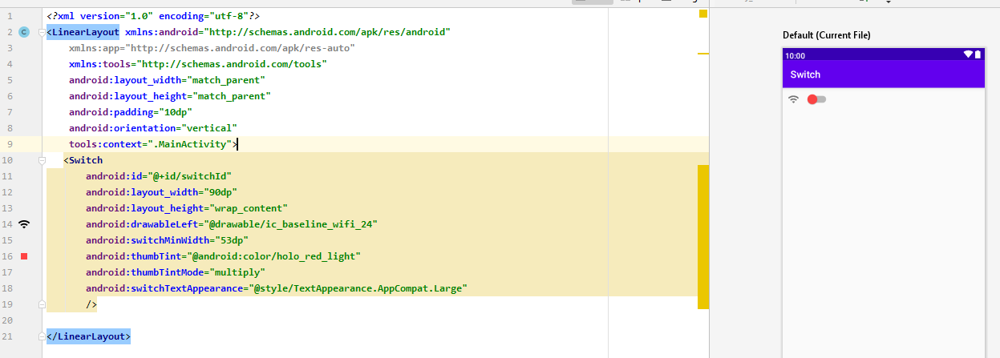 1 <?xml version="1.0" encoding="utf-8"?>
2 <LinearLayout xmlns:android="http://schemas.android.com/apk/res/android"
3 xmlns:app="http://schemas.android.com/apk/res-auto"
4 xmlns:tools="http://schemas.android.com/tools"
5 android:layout_width="match_parent"
6 android:layout_height="match_parent"
7 android:padding="10dp"
8 android:orientation="vertical"
9 tools:context=".MainActivity">
10 <Switch
11 android:id="@+id/switchId"
12 android:layout_width="90dp"
13 android:layout_height="wrap_content"
14 android:drawableLeft="@drawable/ic_baseline_wifi_24"
15 android:switchMinWidth="53dp"
16 android:thumbTint="@android:color/holo_red_light"
17 android:thumbTintMode="multiply"
18 android:switchTextAppearance="@style/TextAppearance.AppCompat.Large"
19 />
20
21 </LinearLayout>
C
Default (Current File)
10:00
Switch